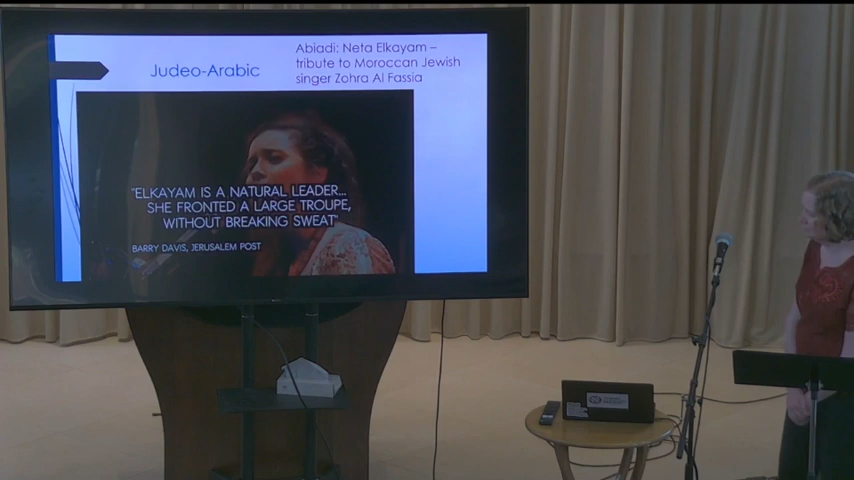 Judeo-Arabic
Abiadi: Neta Elkayam –
tribute to Moroccan Jewish
singer Zohra Al Fassia
"ELKAYAM IS A NATURAL LEADER...
SHE FRONTED A LARGE TROUPE,
WITHOUT BREAKING SWEAT"
BARRY DAVIS, JERUSALEM POST